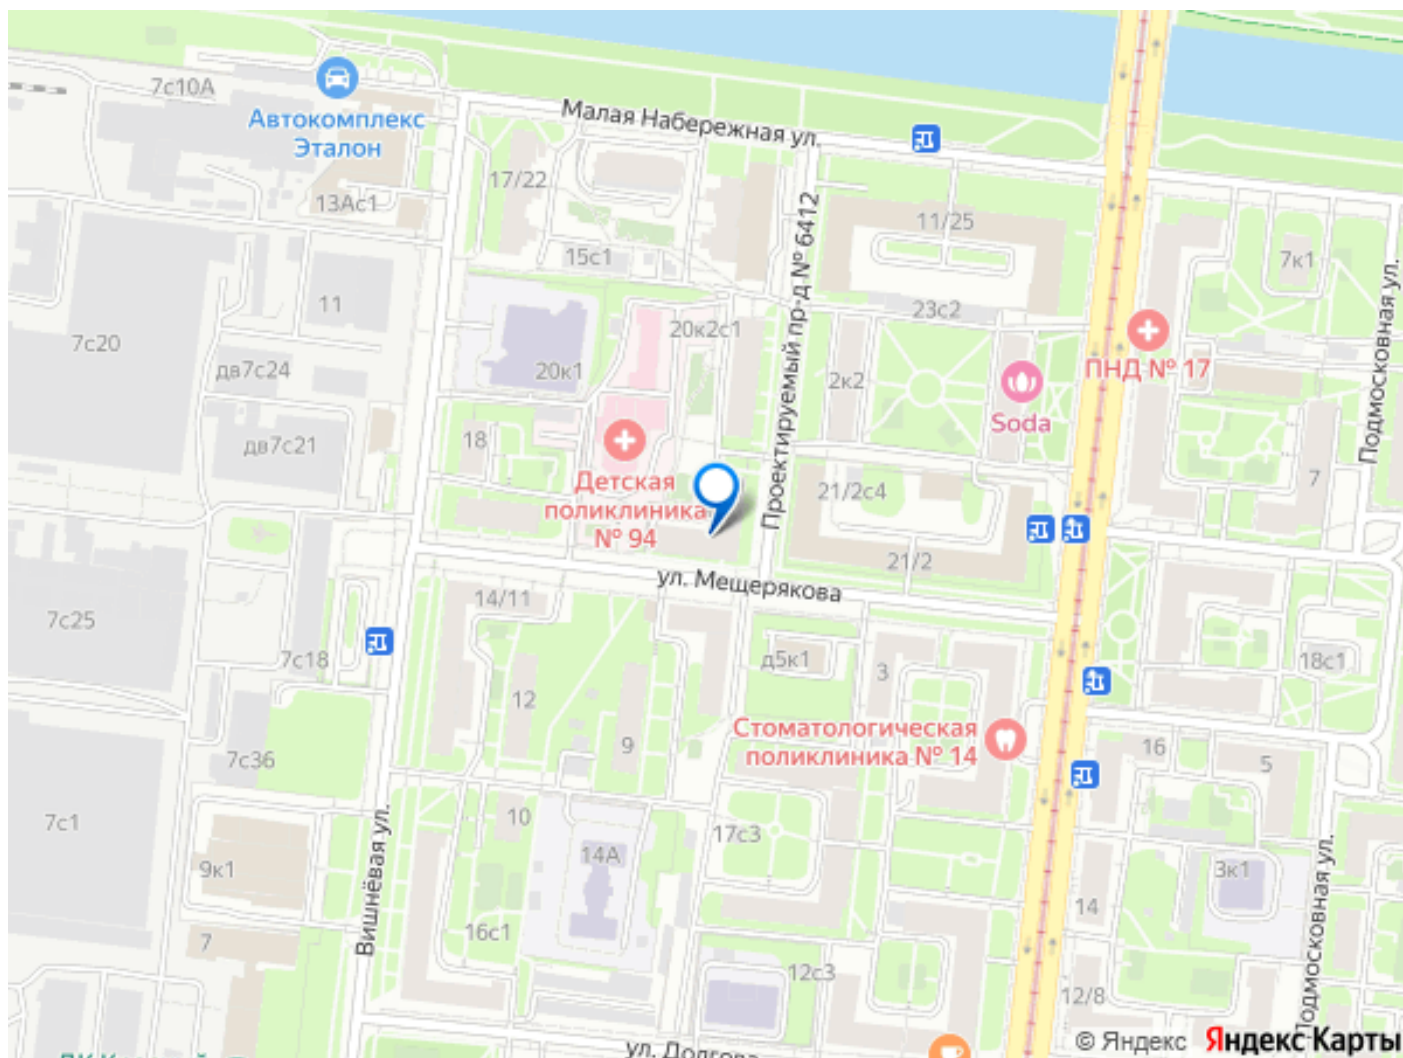 7с10А
Автокомплекс
Эталон
Малая Набережная ул.
17/22
13Ас1
11/25
15с1
7к1
11
23с2
Проектируемый пр-д № 6412
Подмосковная ул.
7с20
20к2с1
ПНД № 17
дв7с24
20к1
2к2
Soda
18
дв7с21
7
Детская
поликлиника
№ 94
21/2с4
21/2
ул. Мещерякова
14/11
7с25
7с18
д5к1
3
18с1
12
9
Стоматологическая
поликлиника № 14
7с36
16
5
7с1
10
17с3
Вишнёвая ул.
14А
9к1
3к1
Подмосковная ул.
14
7
16с1
12с3
12/8
ул. Долгова
© Яндекс Яндекс Карты